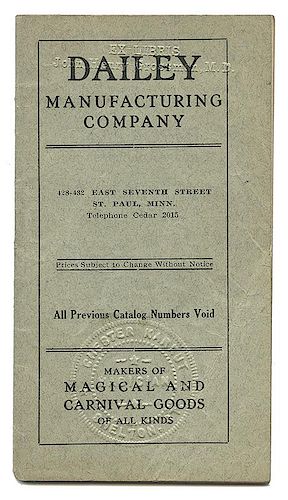 EX LIBRIS
DAILEY
MANUFACTURING
COMPANY
428-432 EAST SEVENTH STREET
ST. PAUL, MINN.
Telephone Cedar 2015
Prices Subject to Change Without Notice
All Previous Catalog Numbers Void
MAKERS OF
MAGICAL AND
CARNIVAL GOODS
OF ALL KINDS